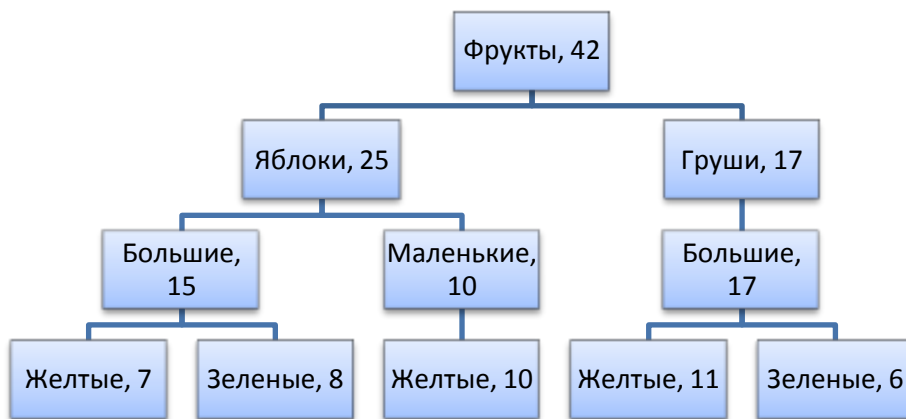 Фрукты, 42
Яблоки, 25
Груши, 17
Большие,
15
Маленькие,
10
Большие,
17
Желтые, 7
Зеленые, 8
Желтые, 10
Желтые, 11
Зеленые, 6